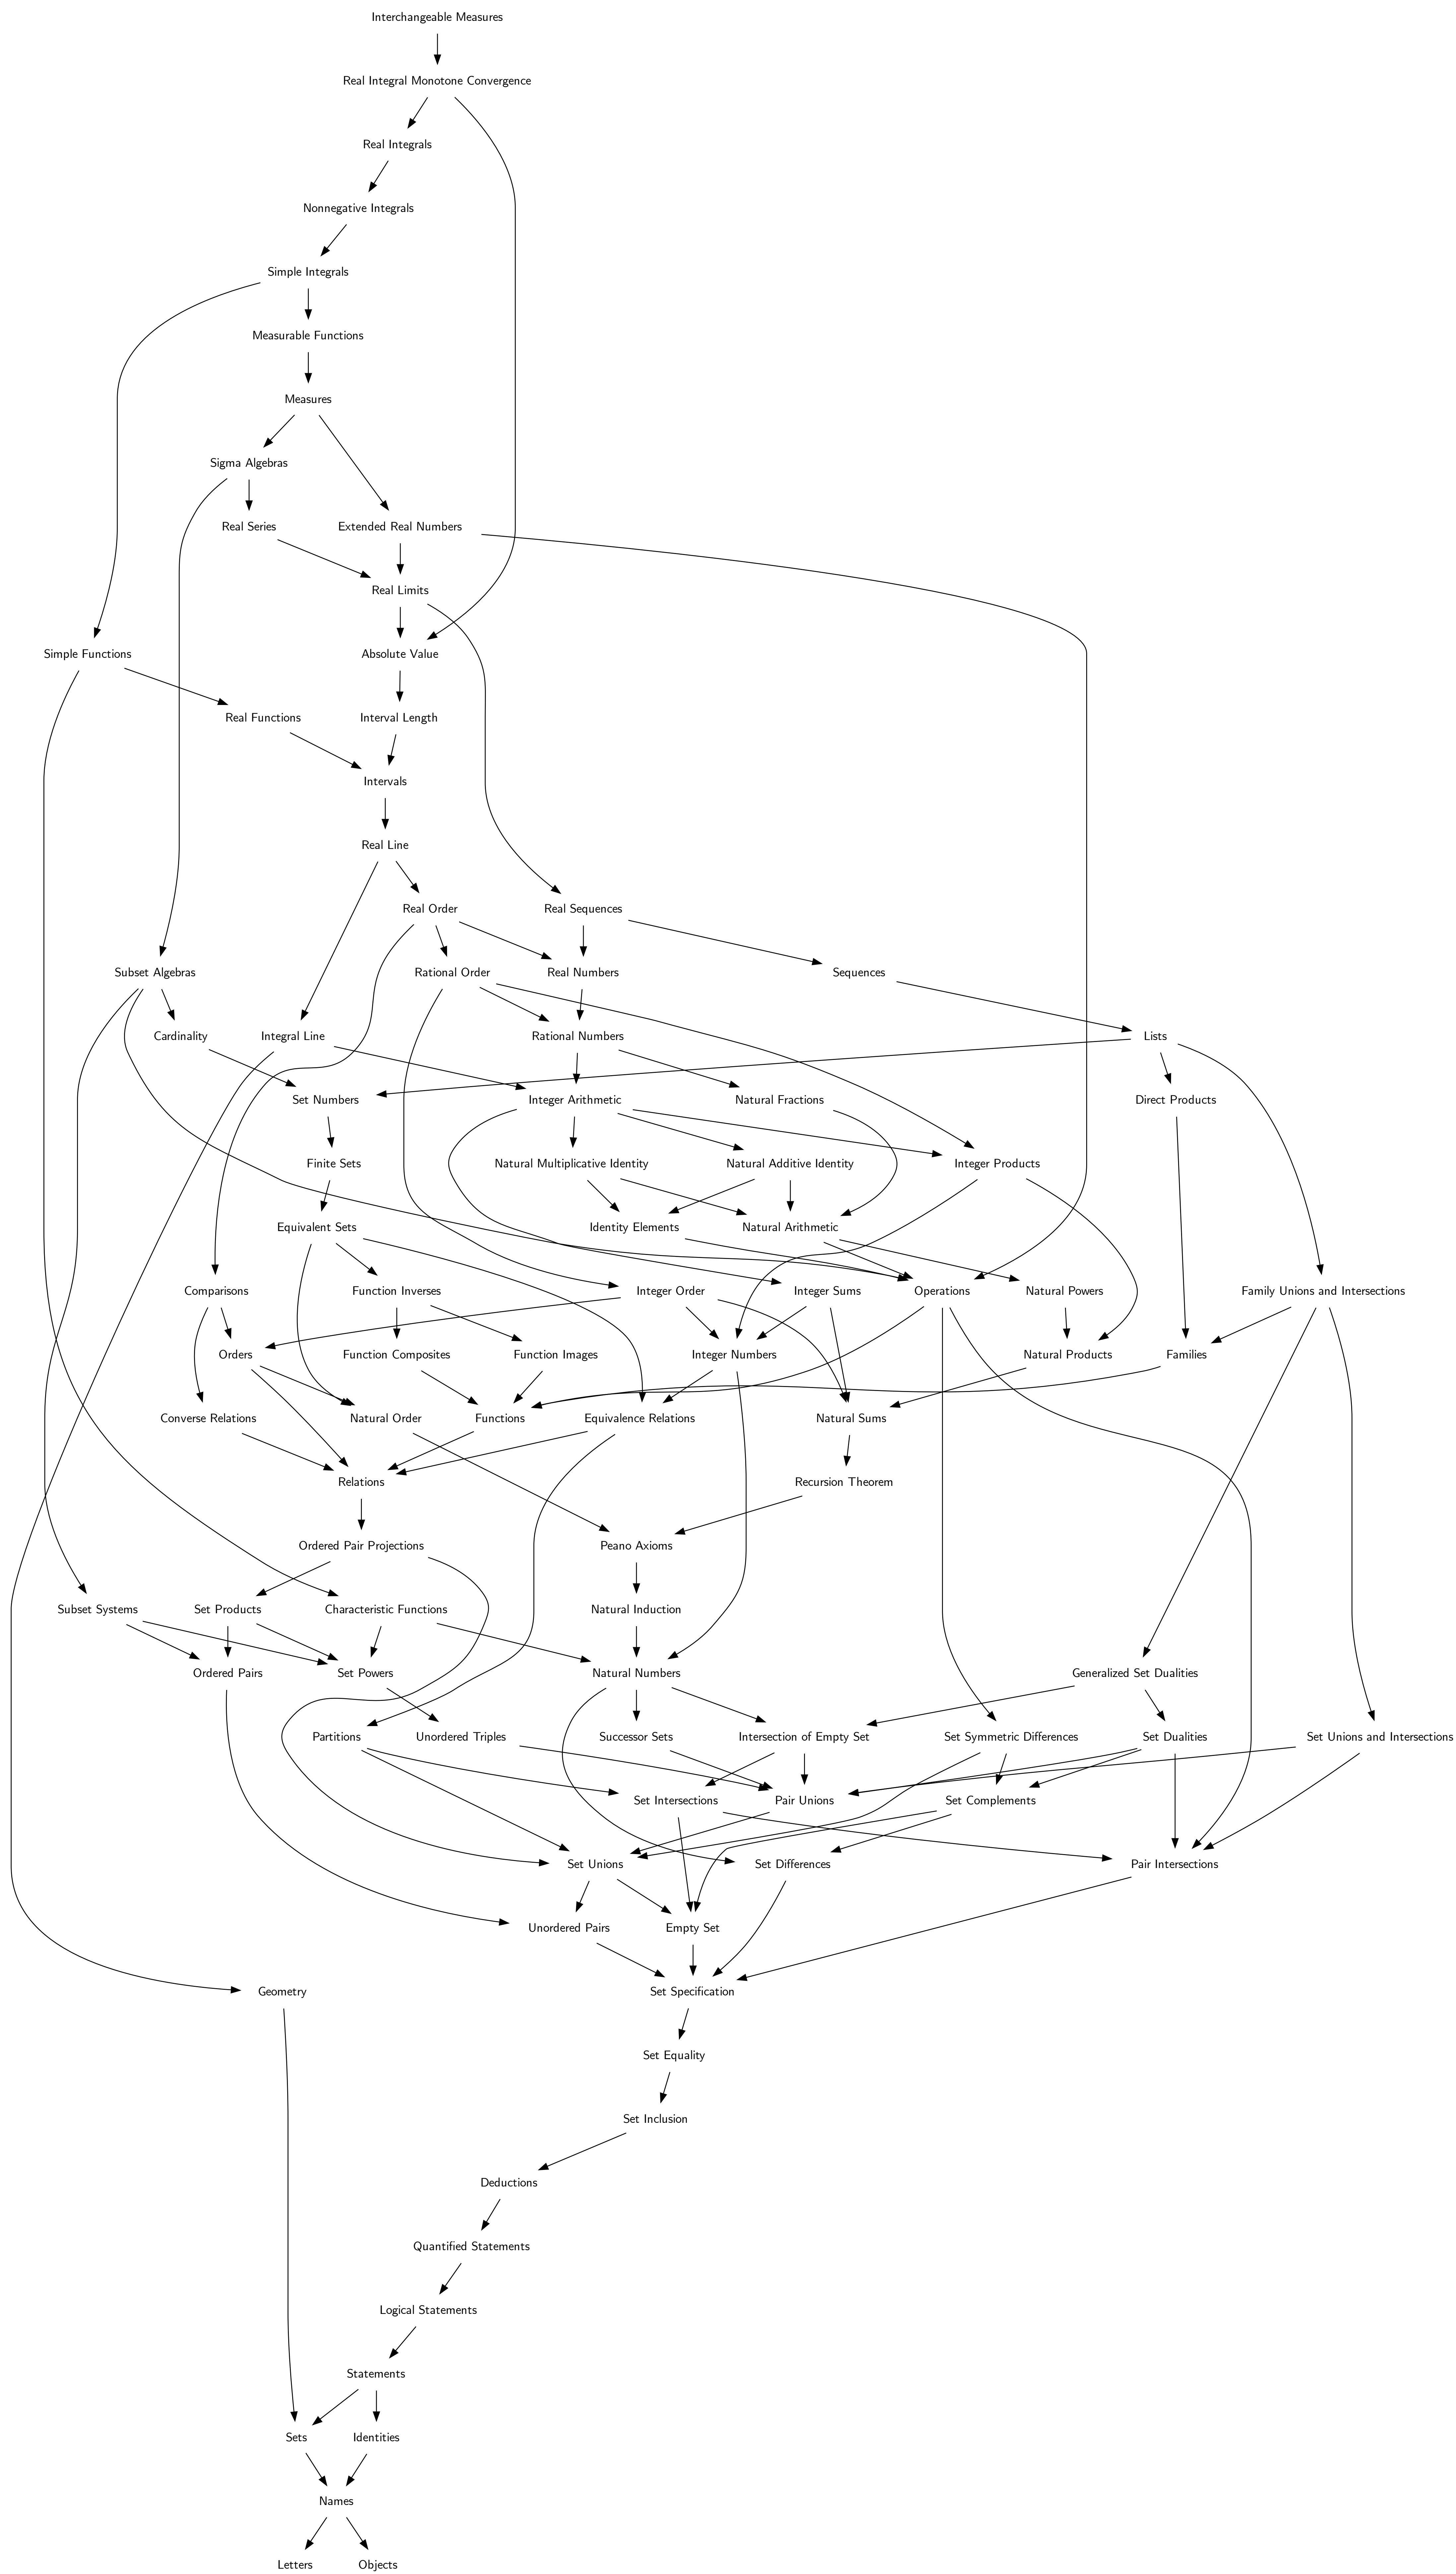 Interchangeable Measures
Real Integral Monotone Convergence
Real Integrals
Nonnegative Integrals
Simple Integrals
Measurable Functions
Measures
Sigma Algebras
Real Series
Extended Real Numbers
Real Limits
Simple Functions
Absolute Value
Real Functions
Interval Length
Intervals
Real Line
Real Order
Real Sequences
Subset Algebras
Rational Order
Real Numbers
Sequences
Cardinality
Integral Line
Rational Numbers
Lists
Set Numbers
Integer Arithmetic
Natural Fractions
Direct Products
Finite Sets
Natural Multiplicative Identity
Natural Additive Identity
Integer Products
Equivalent Sets
Identity Elements
Natural Arithmetic
Comparisons
Function Inverses
Integer Order
Integer Sums
Operations
Natural Powers
Family Unions and Intersections
Orders
Function Composites
Function Images
Integer Numbers
Natural Products
Families
Converse Relations
Natural Order
Functions
Equivalence Relations
Natural Sums
Relations
Recursion Theorem
Ordered Pair Projections
Peano Axioms
Subset Systems
Set Products
Characteristic Functions
Natural Induction
Ordered Pairs
Set Powers
Natural Numbers
Generalized Set Dualities
Partitions
Unordered Triples
Successor Sets
Intersection of Empty Set
Set Symmetric Differences
Set Dualities
Set Unions and Intersections
Set Intersections
Pair Unions
Set Complements
Set Unions
Set Differences
Pair Intersections
Unordered Pairs
Empty Set
Geometry
Set Specification
Set Equality
Set Inclusion
Deductions
Quantified Statements
Logical Statements
Statements
Sets
Identities
Names
Letters
Objects